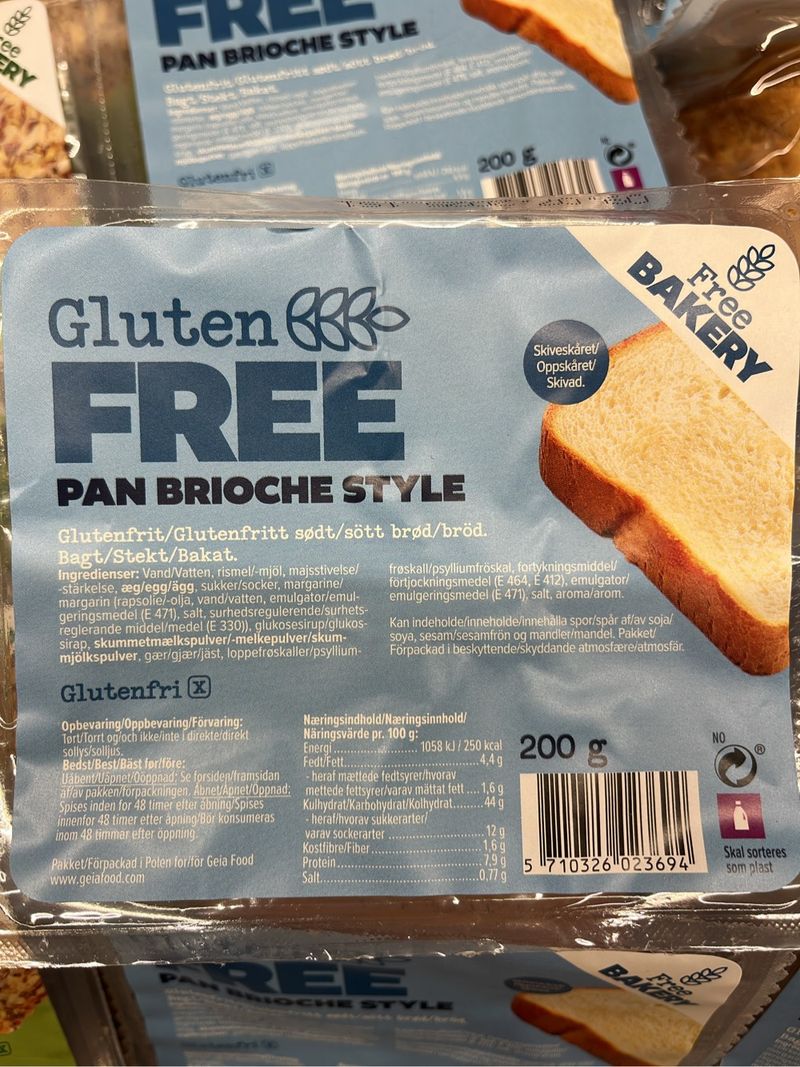 ee
ERY
FREE
PAN BRIOCHE STYLE
Glutenfri X
200 g
Gluten
FREE
PAN BRIOCHE STYLE
Free
BAKERY
Skiveskåret/
Oppskåret/
Skivad.
Glutenfrit/Glutenfritt sødt/sött brød/bröd.
Bagt/Stekt/Bakat.
Ingredienser: Vand/Vatten, rismel/-mjöl, majsstivelse/
-stärkelse, æg/egg/ägg, sukker/socker, margarine/
margarin (rapsolie/-olja, vand/vatten, emulgator/emul-
geringsmedel (E 471), salt, surhedsregulerende/surhets-
reglerande middel/medel (E 330)), glukosesirup/glukos-
sirap, skummetmælkspulver/-melkepulver/skum-
mjölkspulver, gær/gjær/jäst, loppefrøskaller/psyllium-
frøskall/psylliumfröskal, fortykningsmiddel/
förtjockningsmedel (E 464, E 412), emulgator/
emulgeringsmedel (E 471), salt, aroma/arom.
Kan indeholde/inneholde/innehålla spor/spår af/av soja/
soya, sesam/sesamfrön og mandler/mandel. Pakket/
Förpackad i beskyttende/skyddande atmosfære/atmosfär.
Glutenfri X
Opbevaring/Oppbevaring/Förvaring:
Tørt/Torrt og/och ikke/inte i direkte/direkt
sollys/solljus.
Bedst/Best/Bäst før/före:
Uåbent/Uåpnet/Oöppnad: Se forsiden/framsidan
af/av pakken/förpackningen. Åbnet/Åpnet/Öppnad:
Spises inden for 48 timer efter åbning/Spises
innenfor 48 timer etter åpning/Bör konsumeras
inom 48 timmar efter öppning.
Pakket/Förpackad i Polen for/för Geia Food
www.geiafood.com
Næringsindhold/Næringsinnhold/
Näringsvärde pr. 100 g:
Energi 1058 kJ / 250 kcal
Fedt/Fett 4,4 g
- heraf mættede fedtsyrer/hvorav
mettede fettsyrer/varav mättat fett 1,6 g
Kulhydrat/Karbohydrat/Kolhydrat 44 g
- heraf/hvorav sukkerarter/
varav sockerarter 12 g
Kostfibre/Fiber 1,6 g
Protein 7,9 g
Salt 0,77 g
200 g
5 710326 023694
NO
®
Skal sorteres
som plast
FREE
PAN BRIOCHE STYLE
Free
BAKERY